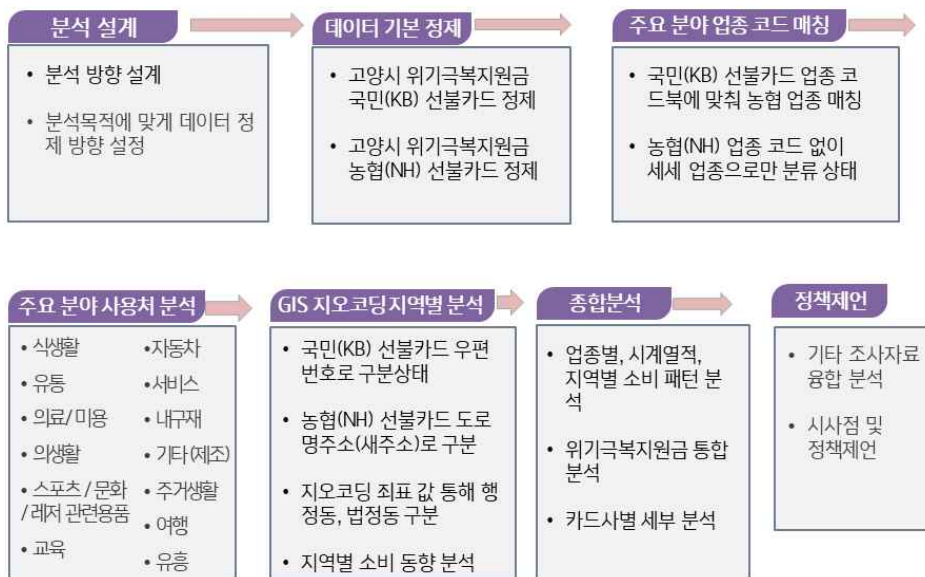 분석 설계
• 분석 방향 설계
• 분석목적에 맞게 데이터 정
제 방향 설정
데이터 기본 정제
• 고양시 위기극복지원금
국민(KB) 선불카드 정제
• 고양시 위기극복지원금
농협(NH) 선불카드 정제
주요 분야 업종 코드 매칭
• 국민(KB) 선불카드 업종 코
드북에 맞춰 농협 업종 매칭
• 농협(NH) 업종 코드 없이
세세 업종으로만 분류 상태
주요 분야 사용처 분석
• 식생활
• 유통
• 의료/미용
• 의생활
• 스포츠/문화
/레저 관련용품
• 교육
• 자동차
• 서비스
• 내구재
• 기타(제조)
• 주거생활
• 여행
• 유흥
GIS 지오코딩지역별 분석
• 국민(KB) 선불카드 우편
번호로 구분상태
• 농협(NH) 선불카드 도로
명주소(새주소)로 구분
• 지오코딩 죄표 값 통해 행
정동, 법정동 구분
• 지역별 소비 동향 분석
종합분석
• 업종별, 시계열적,
지역별 소비 패턴 분
석
• 위기극복지원금 통합
분석
• 카드사별 세부 분석
정책제언
• 기타 조사자료
융합 분석
• 시사점 및
정책제언